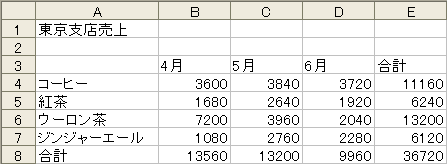 A B C D E
1 東京支店売上
2
3 4月 5月 6月 合計
4 コーヒー 3600 3840 3720 11160
5 紅茶 1680 2640 1920 6240
6 ウーロン茶 7200 3960 2040 13200
7 ジンジャーエール 1080 2760 2280 6120
8 合計 13560 13200 9960 36720